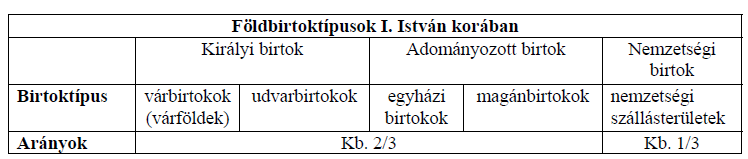 Földbirtoktípusok I. István korában
Királyi birtok Adományozott birtok Nemzetségi
birtok
Birtoktípus várbirtokok udvarbirtokok egyházi magánbirtokok nemzetségi
(várföldek) birtokok szállásterületek
Arányok Kb. 2/3 Kb. 1/3